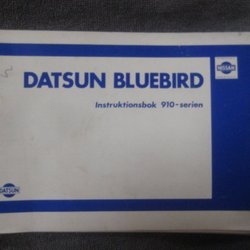 DATSUN BLUEBIRD
Instruktionsbok 910-serien
NISSAN
DATSUN